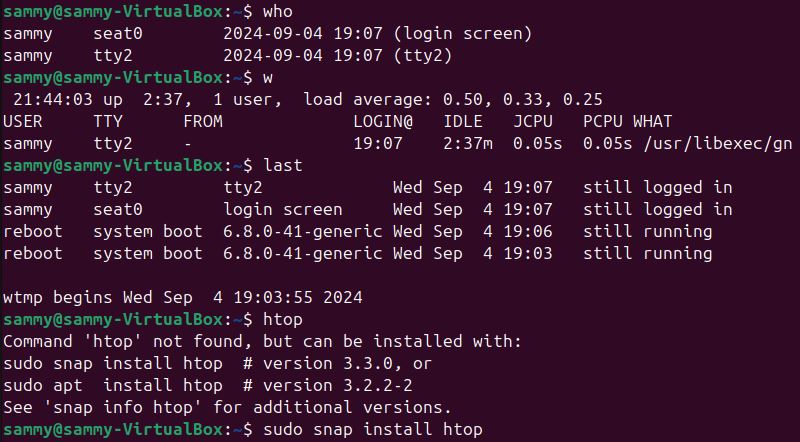 sammy@sammy-VirtualBox:~$ who
sammy    seat0        2024-09-04 19:07 (login screen)
sammy    tty2         2024-09-04 19:07 (tty2)
sammy@sammy-VirtualBox:~$ w
 21:44:03 up  2:37,  1 user,  load average: 0.50, 0.33, 0.25
USER     TTY      FROM             LOGIN@   IDLE   JCPU   PCPU WHAT
sammy    tty2     -                19:07    2:37m  0.05s  0.05s /usr/libexec/gn
sammy@sammy-VirtualBox:~$ last
sammy    tty2         tty2             Wed Sep  4 19:07   still logged in
sammy    seat0        login screen     Wed Sep  4 19:07   still logged in
reboot   system boot  6.8.0-41-generic Wed Sep  4 19:06   still running
reboot   system boot  6.8.0-41-generic Wed Sep  4 19:03   still running

wtmp begins Wed Sep  4 19:03:55 2024
sammy@sammy-VirtualBox:~$ htop
Command 'htop' not found, but can be installed with:
sudo snap install htop  # version 3.3.0, or
sudo apt  install htop  # version 3.2.2-2
See 'snap info htop' for additional versions.
sammy@sammy-VirtualBox:~$ sudo snap install htop